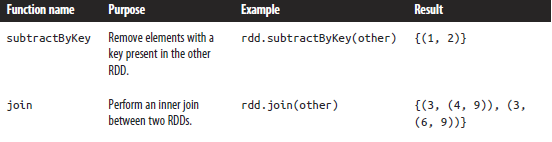 Function name Purpose Example Result
subtractByKey Remove elements with a rdd.subtractByKey(other) {(1, 2)}
key present in the other
RDD.
join Perform an inner join rdd.join(other) {(3, (4, 9)), (3,
between two RDDs. (6, 9))}